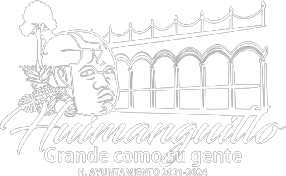 Huimanguillo
Grande como su gente
H. AYUNTAMIENTO 2021-2024